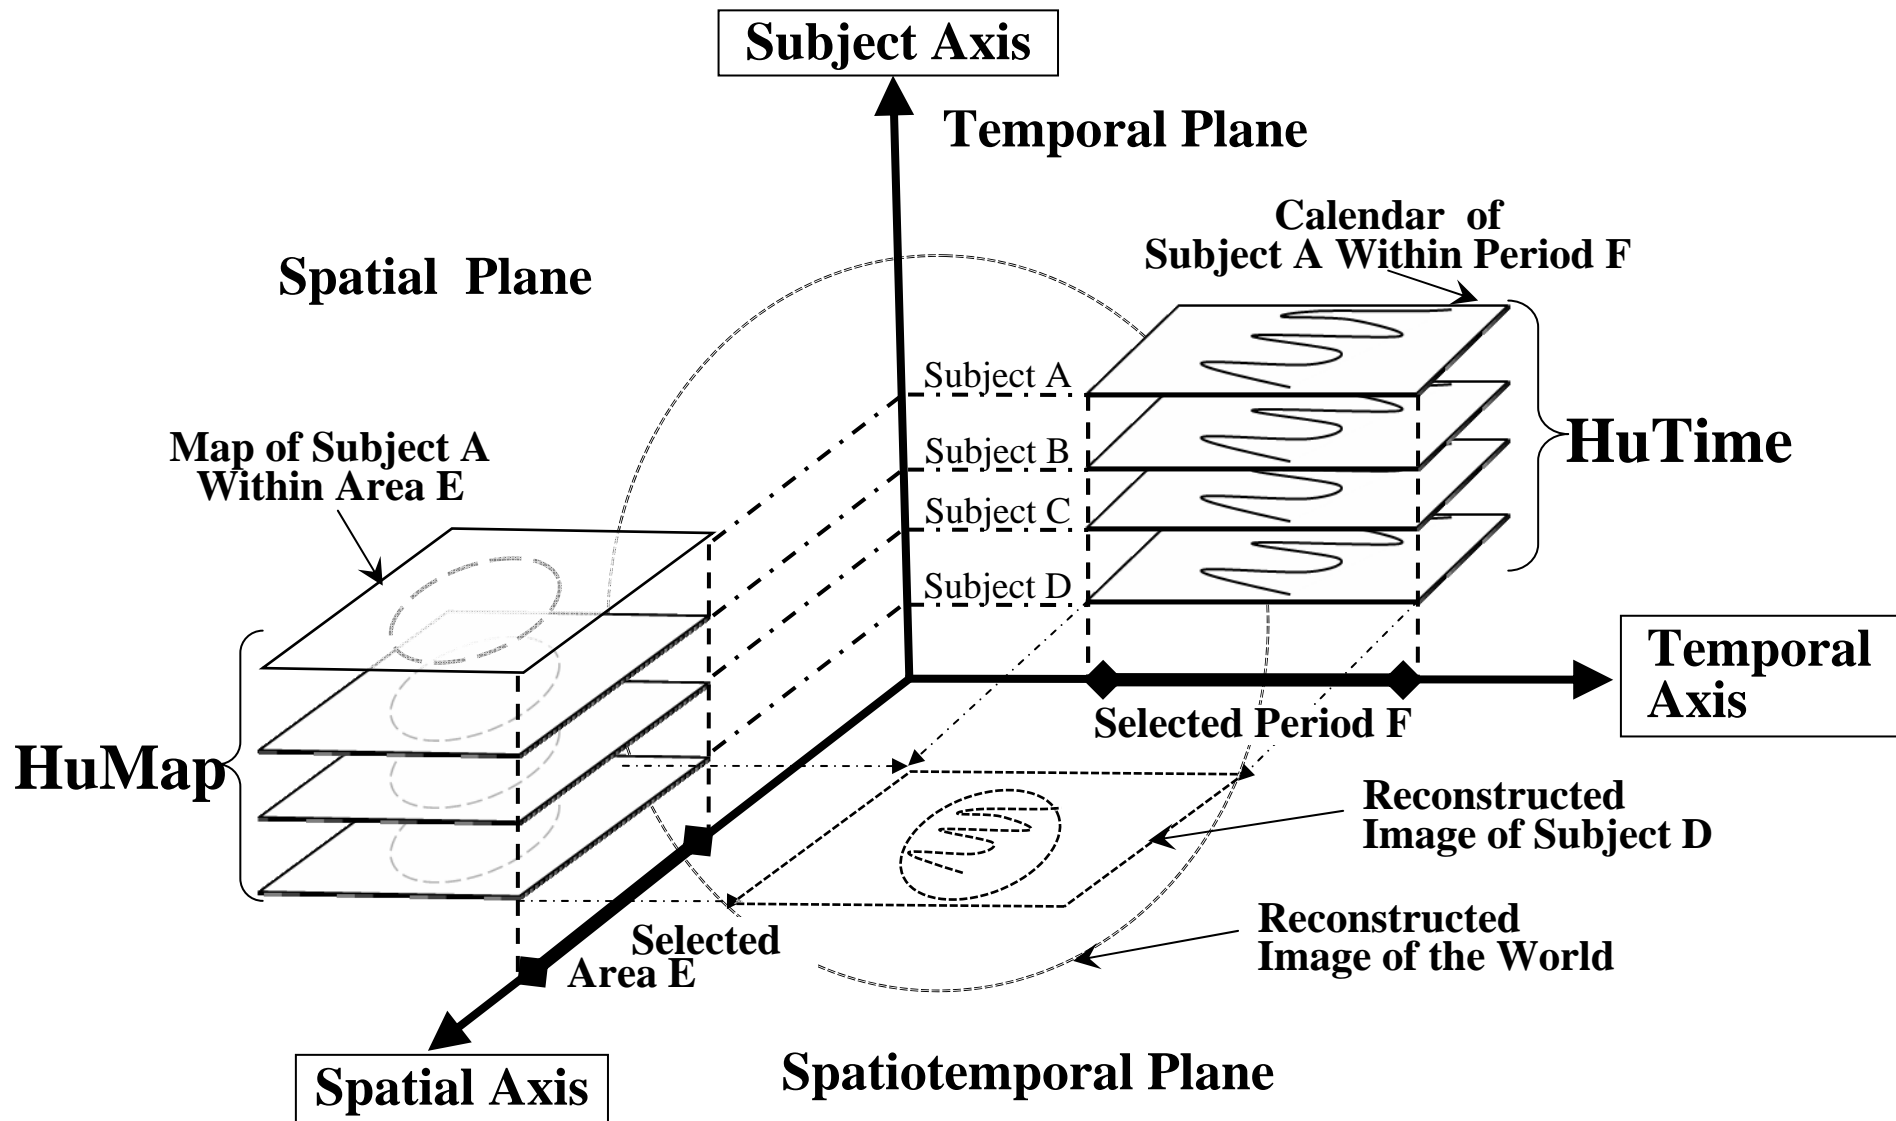 Subject Axis
Temporal Plane
Calendar of
Subject A Within Period F
Spatial Plane
Subject A
Map of Subject A
Within Area E
Subject B
HuTime
Subject C
Subject D
Temporal
Axis
Selected Period F
HuMap
Reconstructed
Image of Subject D
Selected
Area E
Reconstructed
Image of the World
Spatiotemporal Plane
Spatial Axis